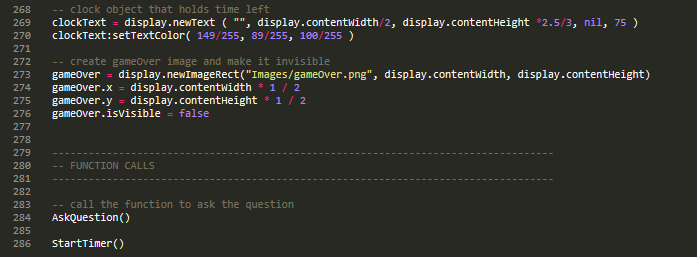 268 -- clock object that holds time left
269 clockText = display.newText ( "", display.contentWidth/2, display.contentHeight *2.5/3, nil, 75 )
270 clockText:setTextColor( 149/255, 89/255, 100/255 )
271
272 -- create gameOver image and make it invisible
273 gameOver = display.newImageRect("Images/gameOver.png", display.contentWidth, display.contentHeight)
274 gameOver.x = display.contentWidth * 1 / 2
275 gameOver.y = display.contentHeight * 1 / 2
276 gameOver.isVisible = false
277
278
279 -----------------------------------------------------------------------------------
280 -- FUNCTION CALLS
281 -----------------------------------------------------------------------------------
282
283 -- call the function to ask the question
284 AskQuestion()
285
286 StartTimer()